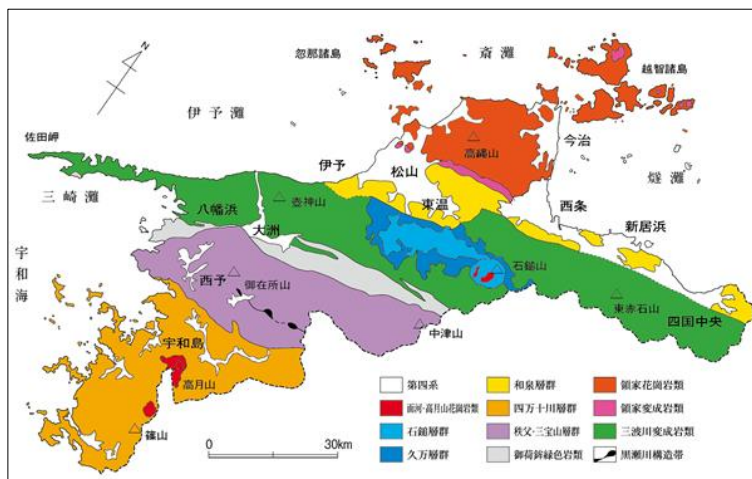 忽那諸島
斎灘
越智諸島
N
伊予灘
佐田岬
高縄山
今治
伊予
松山
燧灘
三崎灘
八幡浜
壺神山
東温
西条
大洲
新居浜
宇和海
石鎚山
西予
御在所山
東赤石山
四国中央
中津山
宇和島
高月山
篠山
0 30km
第四系
和泉層群
領家花崗岩類
面河・高月山花崗岩類
四万十川層群
領家変成岩類
石鎚層群
秩父・三宝山層群
三波川変成岩類
久万層群
御荷鉾緑色岩類
黒瀬川構造帯